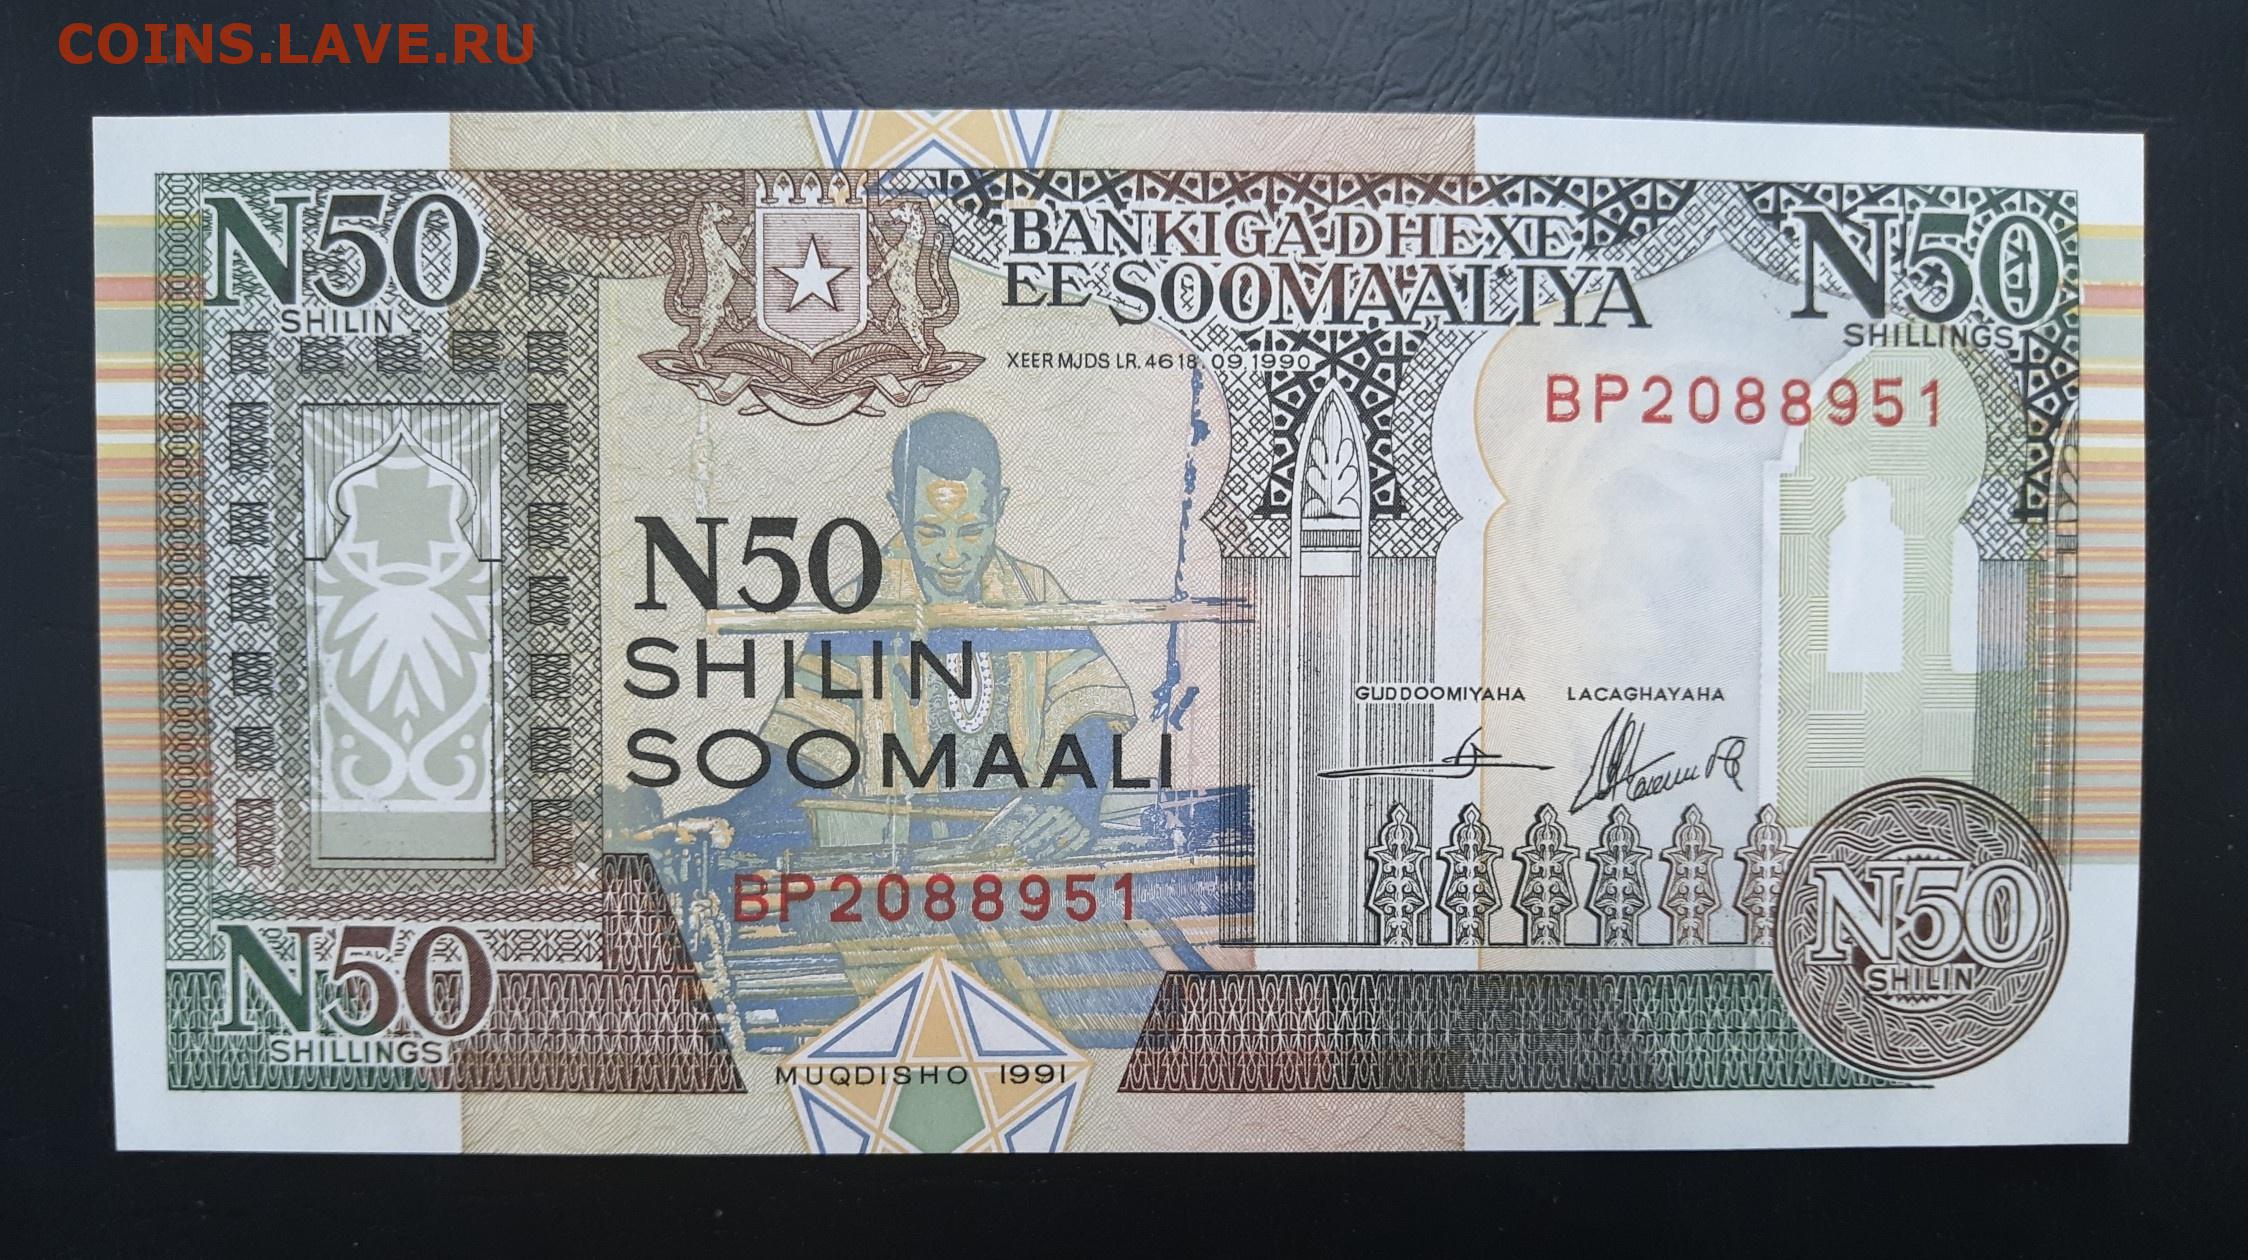 COINS.LAVE.RU
N50
SHILIN
BANKIGA DHEXE
EE SOOMAALIYA
XEER MJDS LR. 46 18. 09. 1990
N50
SHILLINGS
BP2088951
N50
SHILIN
SOOMAALI
GUDDOOMIYAHA LACAGHAYAHA
BP2088951
N50
SHILLINGS
N50
SHILIN
MUQDISHO 1991